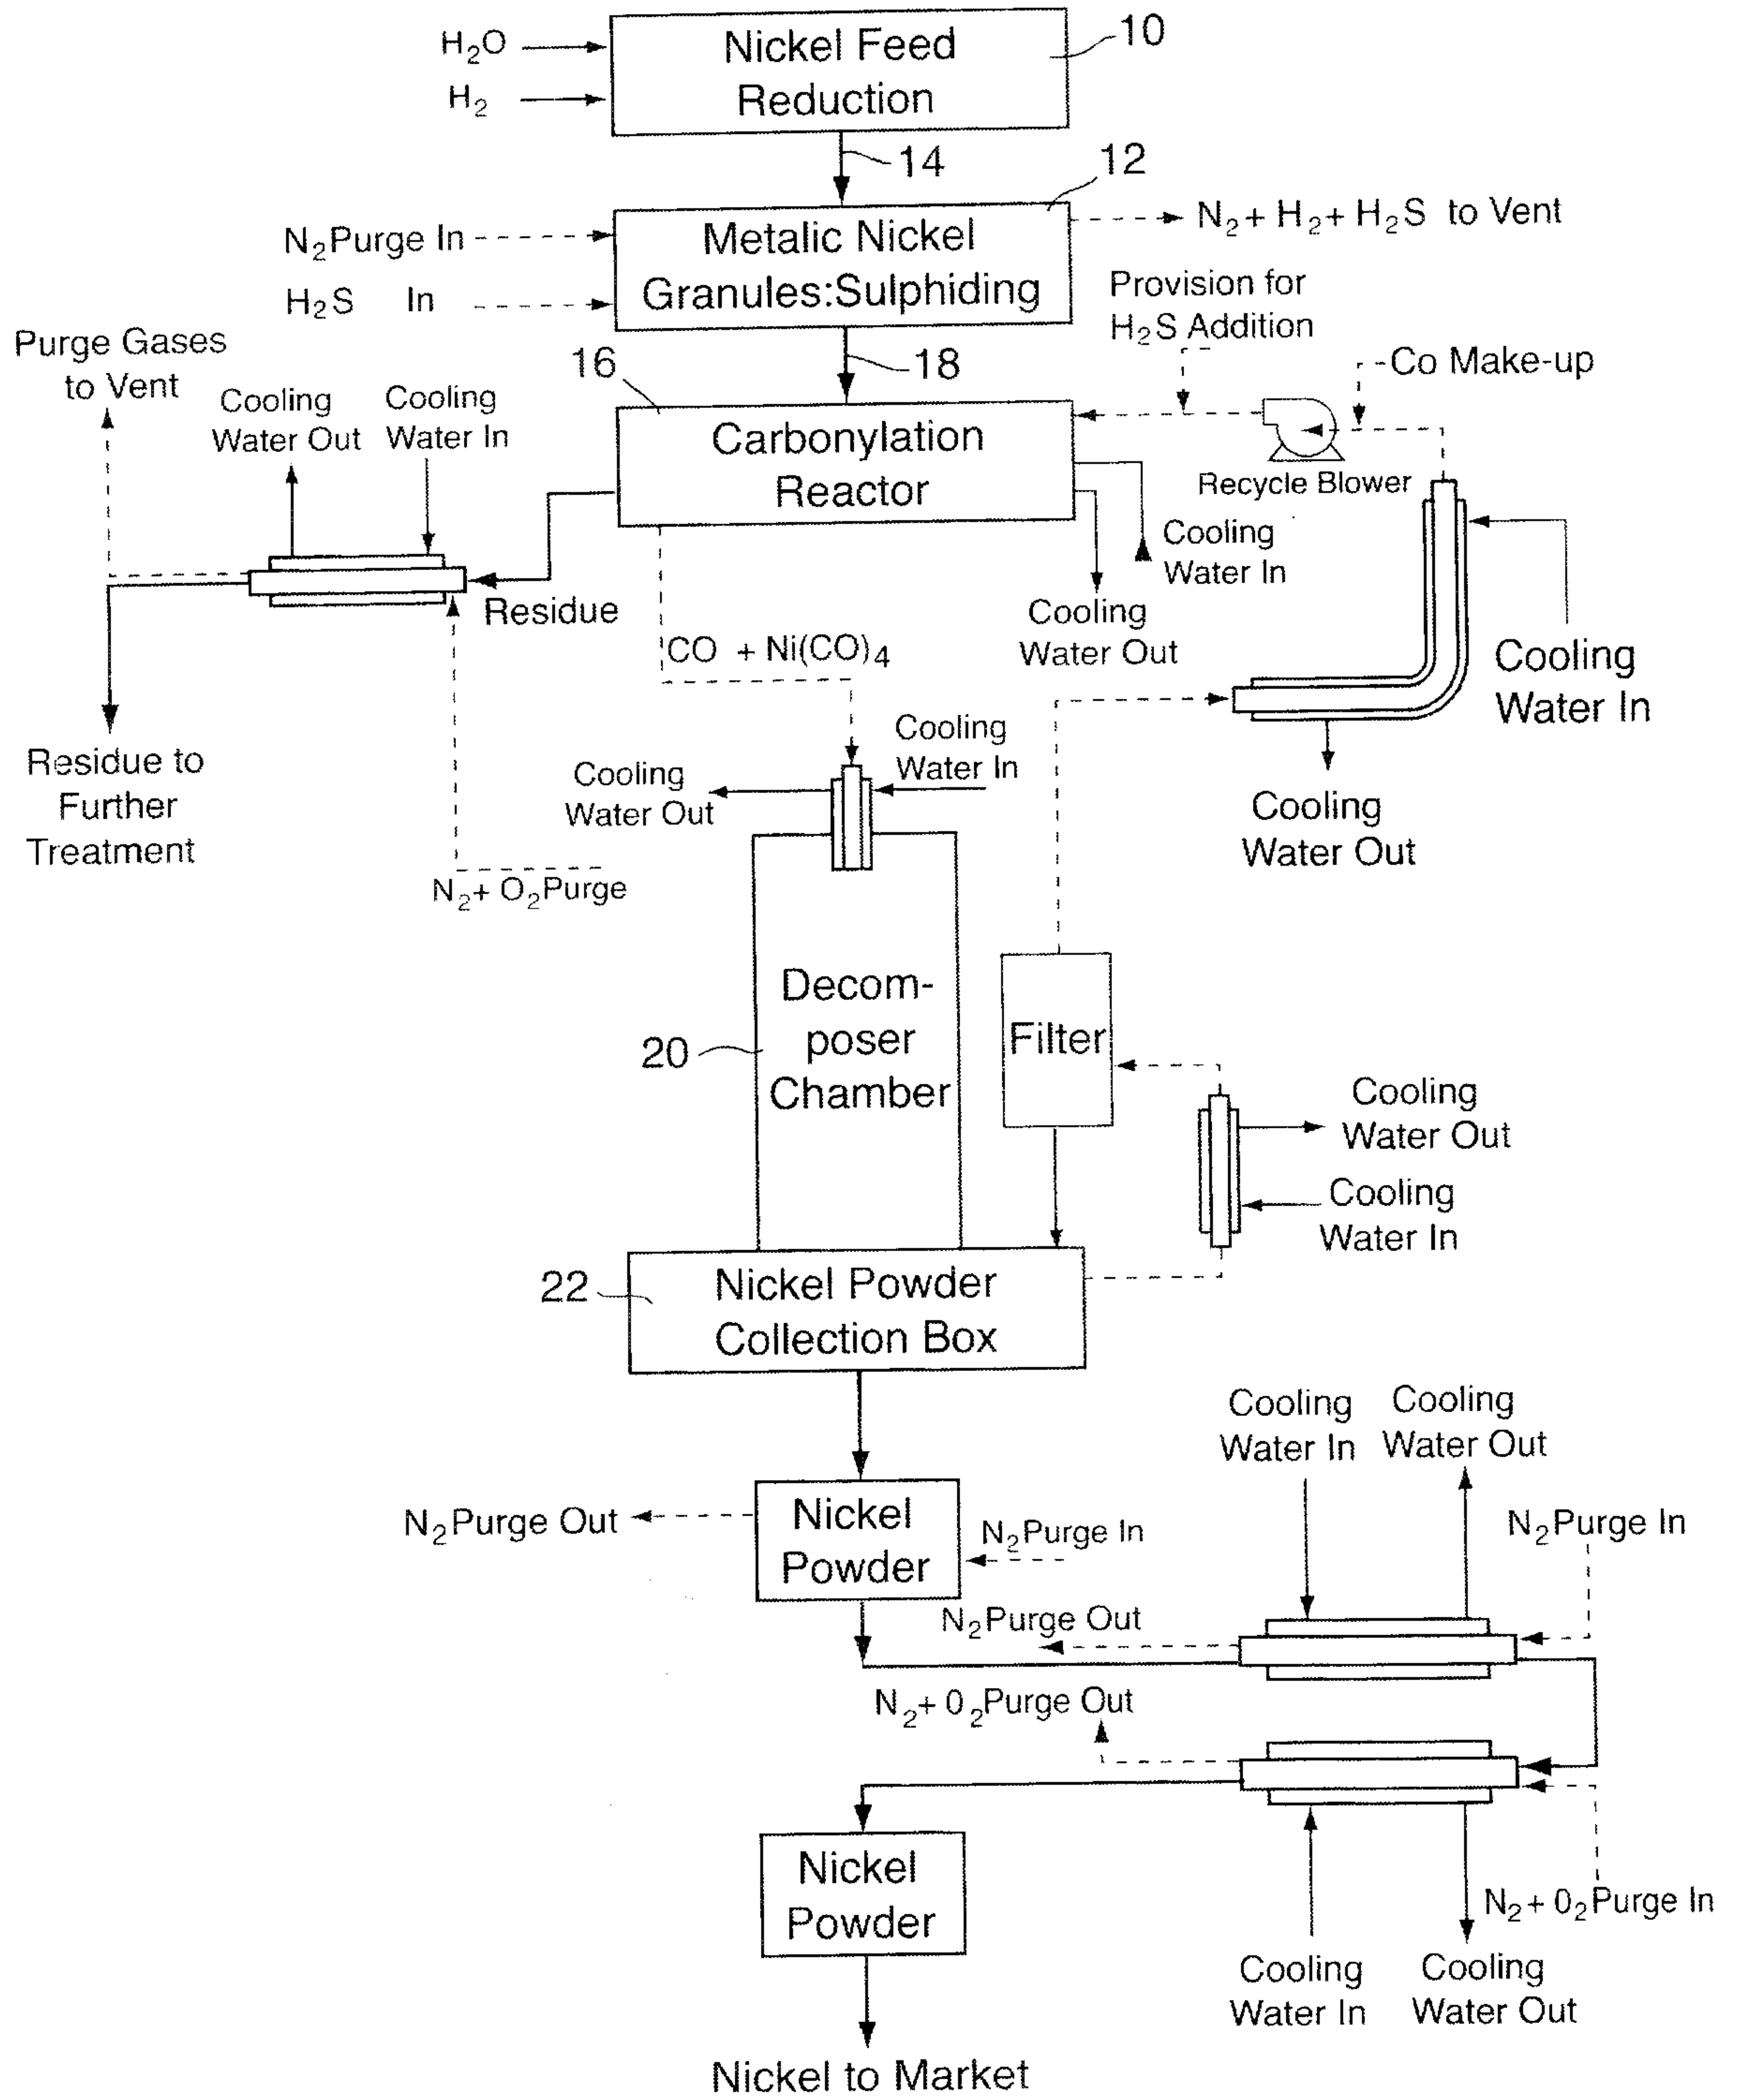 H2O
H2
Nickel Feed
Reduction
10
14
12
N2Purge In
H2S In
Metalic Nickel
Granules:Sulphiding
N2+ H2+ H2S to Vent
Provision for
H2S Addition
Co Make-up
18
16
Purge Gases
to Vent
Cooling
Water Out
Cooling
Water In
Carbonylation
Reactor
Recycle Blower
Cooling
Water In
Cooling
Water Out
Residue
CO + Ni(CO)4
Cooling
Water In
Cooling
Water Out
Residue to
Further
Treatment
N2+ O2Purge
Cooling
Water Out
Cooling
Water In
Decom-
poser
Chamber
20
Filter
Cooling
Water Out
Cooling
Water In
22
Nickel Powder
Collection Box
Cooling
Water In
Cooling
Water Out
N2Purge Out
Nickel
Powder
N2Purge In
N2Purge In
N2Purge Out
N2+ 02Purge Out
Nickel
Powder
N2+ 02Purge In
Cooling
Water In
Cooling
Water Out
Nickel to Market